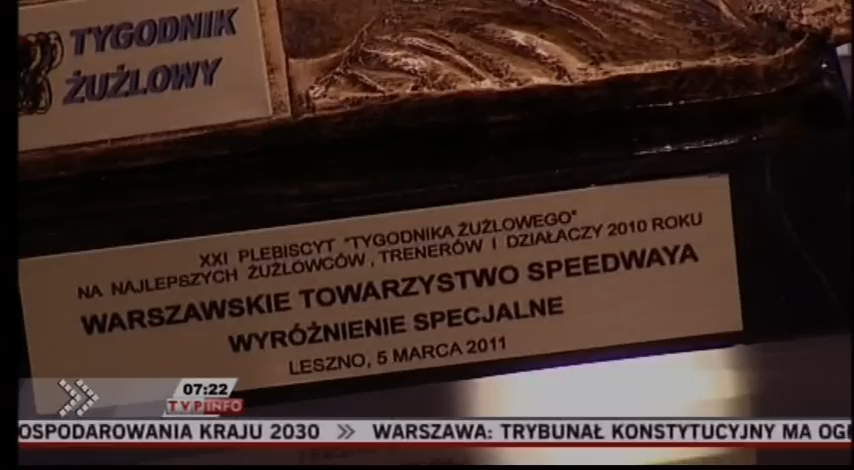 TYGODNIK
ŻUŻLOWY
XXI PLEBISCYT "TYGODNIKA ŻUŻLOWEGO"
NA NAJLEPSZYCH ŻUŻLOWCÓW, TRENERÓW I DZIAŁACZY 2010 ROKU
WARSZAWSKIE TOWARZYSTWO SPEEDWAYA
WYRÓŻNIENIE SPECJALNE
LESZNO, 5 MARCA 2011
07:22
TVP INFO
OSPODAROWANIA KRAJU 2030 >> WARSZAWA: TRYBUNAŁ KONSTYTUCYJNY MA OGŁ